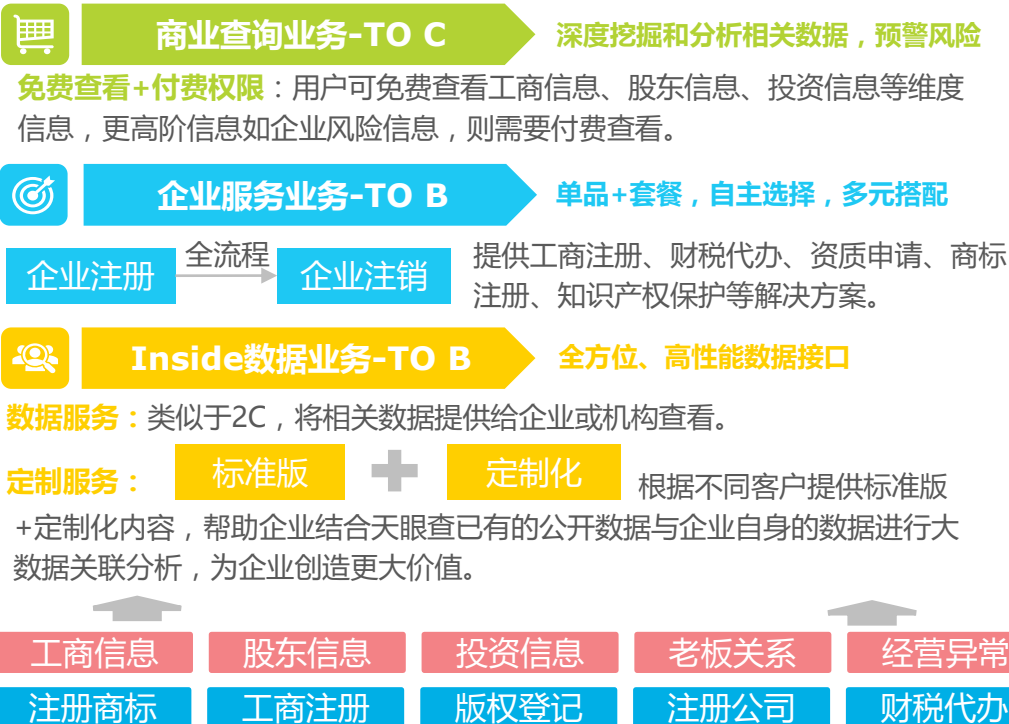 商业查询业务-TO C
深度挖掘和分析相关数据，预警风险
免费查看+付费权限：用户可免费查看工商信息、股东信息、投资信息等维度
信息，更高阶信息如企业风险信息，则需要付费查看。
企业服务业务-TO B
单品+套餐，自主选择，多元搭配
企业注册
全流程
企业注销
提供工商注册、财税代办、资质申请、商标
注册、知识产权保护等解决方案。
Inside数据业务-TO B
全方位、高性能数据接口
数据服务：类似于2C，将相关数据提供给企业或机构查看。
定制服务：
标准版
定制化
根据不同客户提供标准版
+定制化内容，帮助企业结合天眼查已有的公开数据与企业自身的数据进行大
数据关联分析，为企业创造更大价值。
工商信息
股东信息
投资信息
老板关系
经营异常
注册商标
工商注册
版权登记
注册公司
财税代办